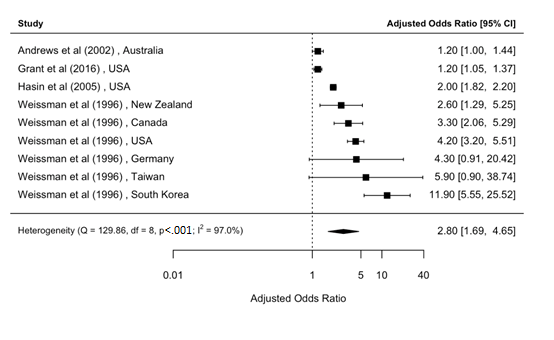 Study Adjusted Odds Ratio [95% CI]
Andrews et al (2002) , Australia 1.20 [1.00, 1.44]
Grant et al (2016) , USA 1.20 [1.05, 1.37]
Hasin et al (2005) , USA 2.00 [1.82, 2.20]
Weissman et al (1996) , New Zealand 2.60 [1.29, 5.25]
Weissman et al (1996) , Canada 3.30 [2.06, 5.29]
Weissman et al (1996) , USA 4.20 [3.20, 5.51]
Weissman et al (1996) , Germany 4.30 [0.91, 20.42]
Weissman et al (1996) , Taiwan 5.90 [0.90, 38.74]
Weissman et al (1996) , South Korea 11.90 [5.55, 25.52]
Heterogeneity (Q = 129.86, df = 8, p<.001; I² = 97.0%) 2.80 [1.69, 4.65]
0.01 1 5 10 40
Adjusted Odds Ratio